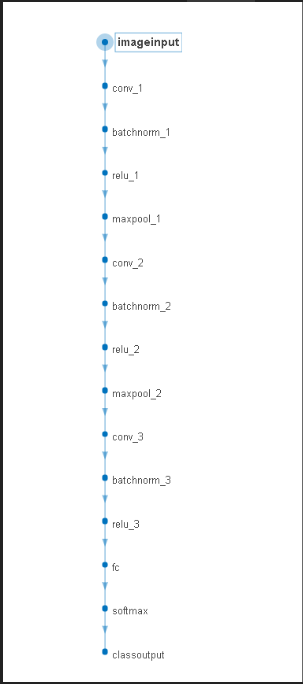 imageinput
conv_1
batchnorm_1
relu_1
maxpool_1
conv_2
batchnorm_2
relu_2
maxpool_2
conv_3
batchnorm_3
relu_3
fc
softmax
classoutput